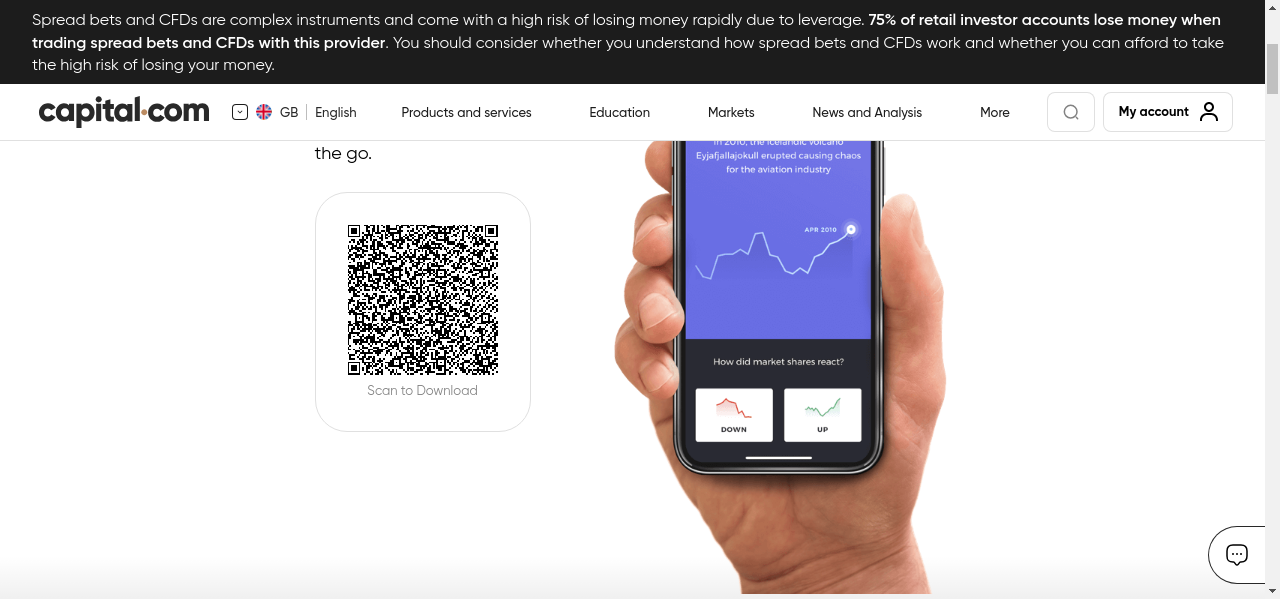 Spread bets and CFDs are complex instruments and come with a high risk of losing money rapidly due to leverage. 75% of retail investor accounts lose money when
trading spread bets and CFDs with this provider. You should consider whether you understand how spread bets and CFDs work and whether you can afford to take
the high risk of losing your money.
capital.com
GB
English
Products and services
Education
Markets
News and Analysis
More
My account
the go.
In 2010, the Icelandic volcano
Eyjafjallajokull erupted causing chaos
for the aviation industry
APR 2010
Scan to Download
How did market shares react?
DOWN
UP